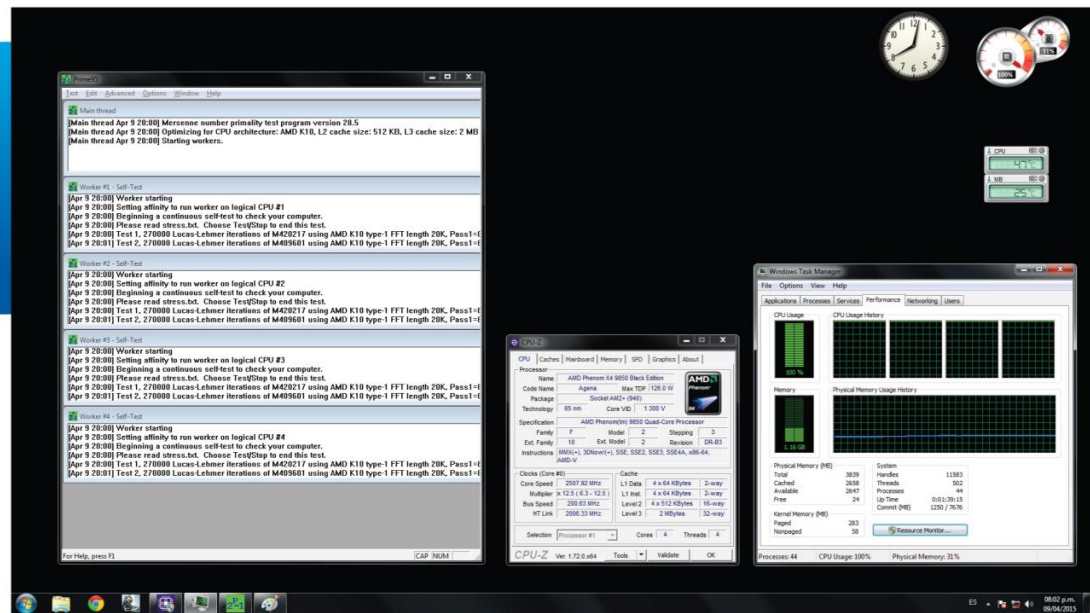 Prime95
Test Edit Advanced Options Window Help
Main thread
[Main thread Apr 9 20:00] Mersenne number primality test program version 28.5
[Main thread Apr 9 20:00] Optimizing for CPU architecture: AMD K10, L2 cache size: 512 KB, L3 cache size: 2 MB
[Main thread Apr 9 20:00] Starting workers.
Worker #1 - Self-Test
[Apr 9 20:00] Worker starting
[Apr 9 20:00] Setting affinity to run worker on logical CPU #1
[Apr 9 20:00] Beginning a continuous self-test to check your computer.
[Apr 9 20:00] Please read stress.txt. Choose Test/Stop to end this test.
[Apr 9 20:00] Test 1, 270000 Lucas-Lehmer iterations of M420217 using AMD K10 type-1 FFT length 20K, Pass1=
[Apr 9 20:01] Test 2, 270000 Lucas-Lehmer iterations of M409601 using AMD K10 type-1 FFT length 20K, Pass1=
Worker #2 - Self-Test
[Apr 9 20:00] Worker starting
[Apr 9 20:00] Setting affinity to run worker on logical CPU #2
[Apr 9 20:00] Beginning a continuous self-test to check your computer.
[Apr 9 20:00] Please read stress.txt. Choose Test/Stop to end this test.
[Apr 9 20:00] Test 1, 270000 Lucas-Lehmer iterations of M420217 using AMD K10 type-1 FFT length 20K, Pass1=
[Apr 9 20:01] Test 2, 270000 Lucas-Lehmer iterations of M409601 using AMD K10 type-1 FFT length 20K, Pass1=
Worker #3 - Self-Test
[Apr 9 20:00] Worker starting
[Apr 9 20:00] Setting affinity to run worker on logical CPU #3
[Apr 9 20:00] Beginning a continuous self-test to check your computer.
[Apr 9 20:00] Please read stress.txt. Choose Test/Stop to end this test.
[Apr 9 20:00] Test 1, 270000 Lucas-Lehmer iterations of M420217 using AMD K10 type-1 FFT length 20K, Pass1=
[Apr 9 20:01] Test 2, 270000 Lucas-Lehmer iterations of M409601 using AMD K10 type-1 FFT length 20K, Pass1=
Worker #4 - Self-Test
[Apr 9 20:00] Worker starting
[Apr 9 20:00] Setting affinity to run worker on logical CPU #4
[Apr 9 20:00] Beginning a continuous self-test to check your computer.
[Apr 9 20:00] Please read stress.txt. Choose Test/Stop to end this test.
[Apr 9 20:00] Test 1, 270000 Lucas-Lehmer iterations of M420217 using AMD K10 type-1 FFT length 20K, Pass1=
[Apr 9 20:01] Test 2, 270000 Lucas-Lehmer iterations of M409601 using AMD K10 type-1 FFT length 20K, Pass1=
For Help, press F1 CAP NUM
CPU-Z
CPU Caches Mainboard Memory SPD Graphics About
Processor
Name AMD Phenom X4 9850 Black Edition
Code Name Agena Max TDP 126.0 W
Package Socket AM2+ (940)
Technology 65 nm Core VID 1.300 V
AMD Phenom X4
Specification AMD Phenom(tm) 9850 Quad-Core Processor
Family F Model 2 Stepping 3
Ext. Family 10 Ext. Model 2 Revision DR-B3
Instructions MMX(+), 3DNow!(+), SSE, SSE2, SSE3, SSE4A, x86-64,
AMD-V
Clocks (Core #0) Cache
Core Speed 2507.92 MHz L1 Data 4 x 64 KBytes 2-way
Multiplier x 12.5 ( 6.3 - 12.5 ) L1 Inst. 4 x 64 KBytes 2-way
Bus Speed 200.63 MHz Level 2 4 x 512 KBytes 16-way
HT Link 2006.33 MHz Level 3 2 MBytes 32-way
Selection Processor #1 Cores 4 Threads 4
CPU-Z Ver. 1.72.0.x64 Tools Validate OK
12 1 2 3 4 5 6 7 9 10 11
100%
31%
CPU
47°C
MB
25°C
Windows Task Manager
File Options View Help
Applications Processes Services Performance Networking Users
CPU Usage CPU Usage History
100 %
Memory Physical Memory Usage History
1.16 GB
Physical Memory (MB)
Total 3839
Cached 2658
Available 2647
Free 24
Kernel Memory (MB)
Paged 283
Nonpaged 58
System
Handles 11583
Threads 502
Processes 44
Up Time 0:01:39:15
Commit (MB) 1250 / 7676
Resource Monitor...
Processes: 44 CPU Usage: 100% Physical Memory: 31%
ES
08:02 p.m.
09/04/2015